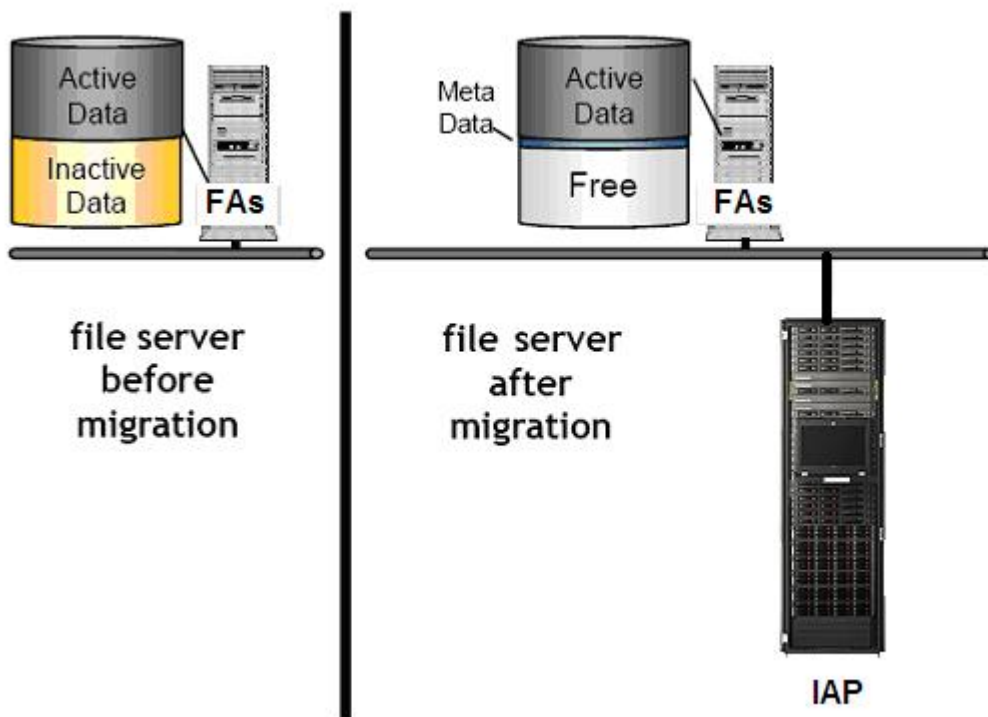 Active
Data
Inactive
Data
FAs
file server
before
migration
Meta
Data
Active
Data
Free
FAs
file server
after
migration
IAP